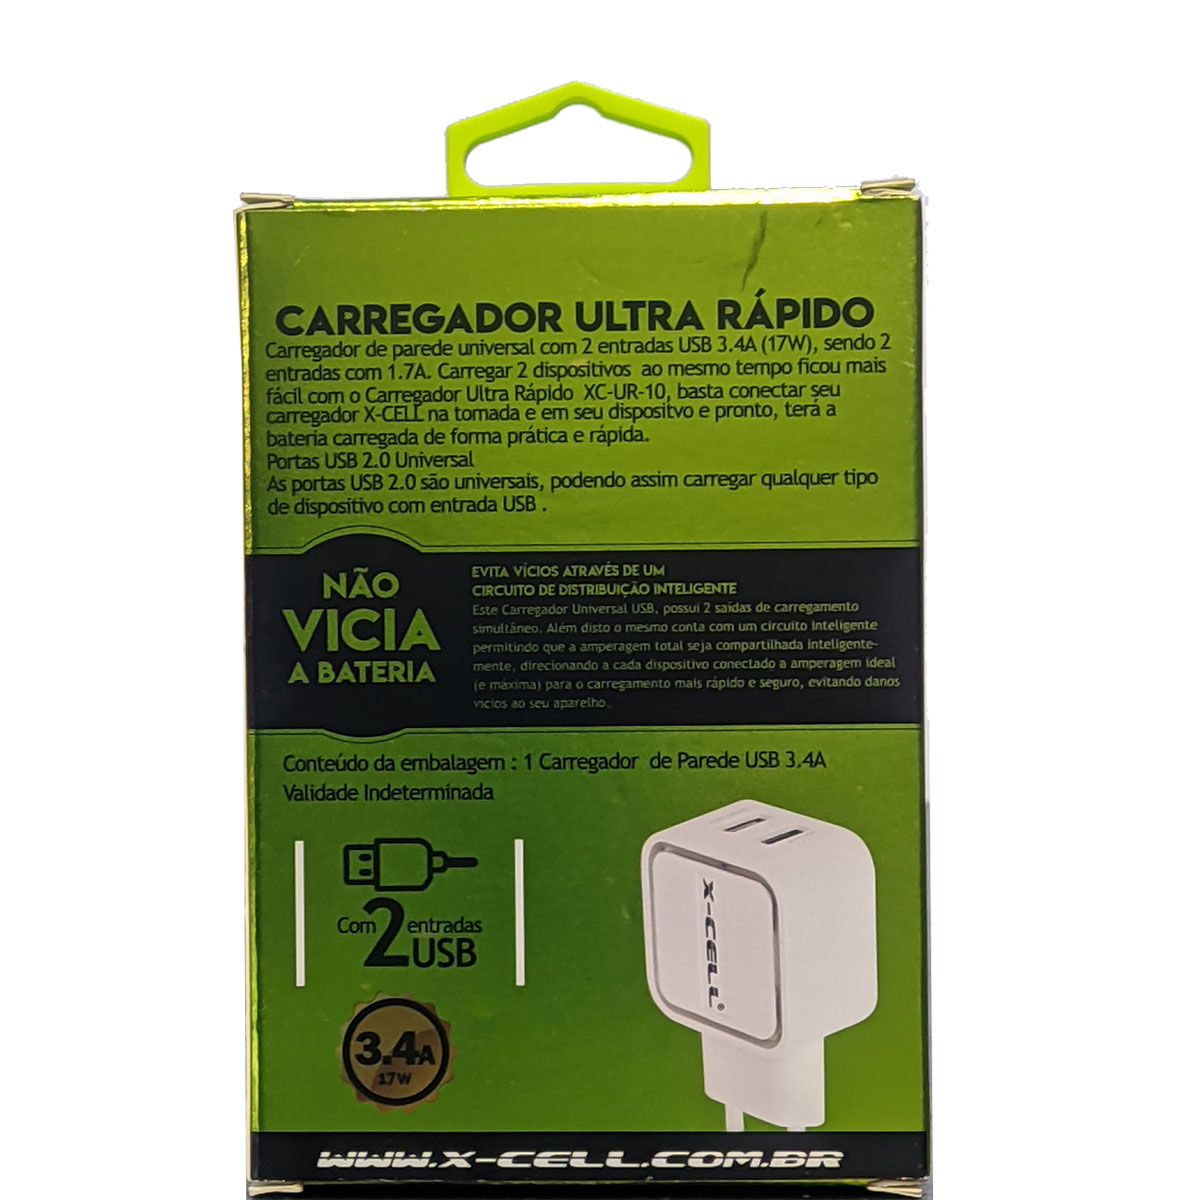 CARREGADOR ULTRA RÁPIDO
Carregador de parede universal com 2 entradas USB 3.4A (17W), sendo 2
entradas com 1.7A. Carregar 2 dispositivos ao mesmo tempo ficou mais
fácil com o Carregador Ultra Rápido XC-UR-10, basta conectar seu
carregador X-CELL na tomada e em seu dispositvo e pronto, terá a
bateria carregada de forma prática e rápida.
Portas USB 2.0 Universal
As portas USB 2.0 são universais, podendo assim carregar qualquer tipo
de dispositivo com entrada USB .
NÃO
VICIA
A BATERIA
EVITA VÍCIOS ATRAVÉS DE UM
CIRCUITO DE DISTRIBUIÇÃO INTELIGENTE
Este Carregador Universal USB, possui 2 saídas de carregamento
simultâneo. Além disto o mesmo conta com um circuito inteligente
permitindo que a amperagem total seja compartilhada inteligente-
mente, direcionando a cada dispositivo conectado a amperagem ideal
(e máxima) para o carregamento mais rápido e seguro, evitando danos
vícios ao seu aparelho.
Conteúdo da embalagem : 1 Carregador de Parede USB 3.4A
Validade Indeterminada
Com 2 entradas
USB
3.4A
17W
X-CELL®
WWW.X-CELL.COM.BR